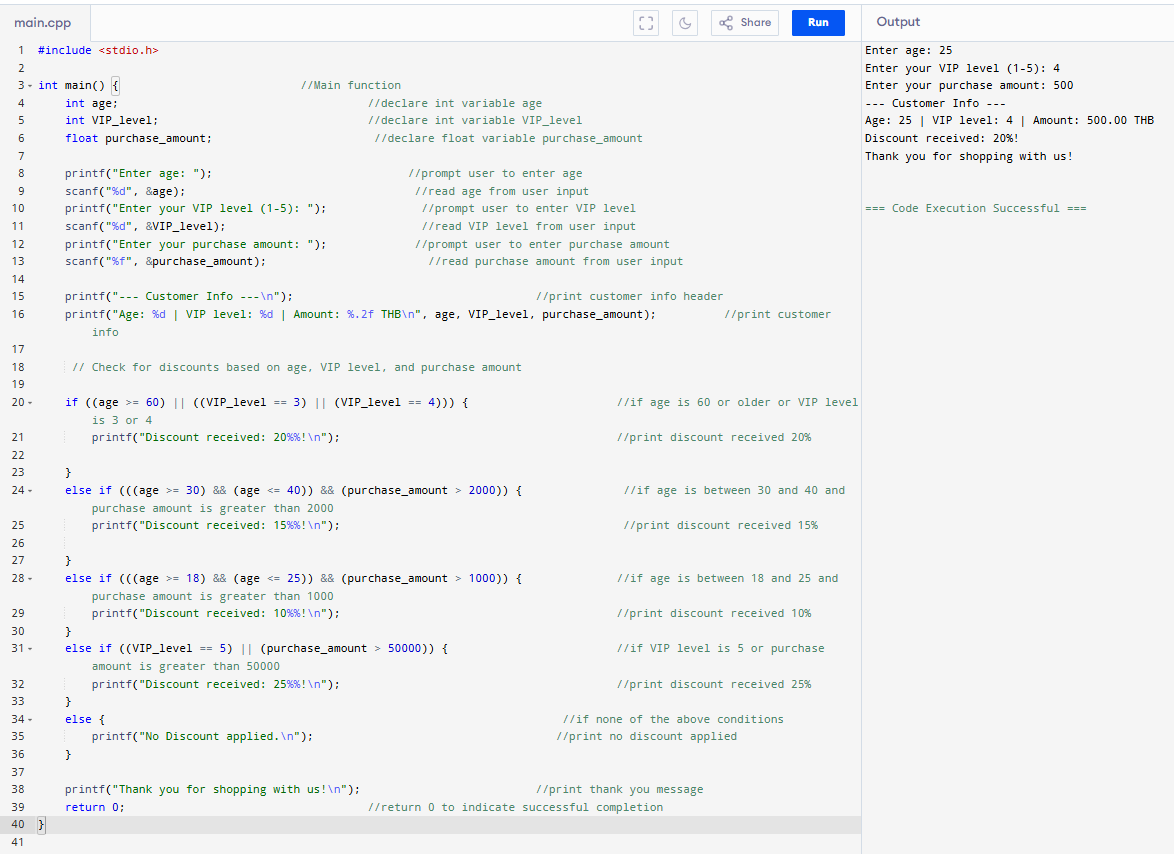 main.cpp
Share
Run
Output
1 #include <stdio.h>
2
3 int main() { //Main function
4 int age; //declare int variable age
5 int VIP_level; //declare int variable VIP_level
6 float purchase_amount; //declare float variable purchase_amount
7
8 printf("Enter age: "); //prompt user to enter age
9 scanf("%d", &age); //read age from user input
10 printf("Enter your VIP level (1-5): "); //prompt user to enter VIP level
11 scanf("%d", &VIP_level); //read VIP level from user input
12 printf("Enter your purchase amount: "); //prompt user to enter purchase amount
13 scanf("%f", &purchase_amount); //read purchase amount from user input
14
15 printf("--- Customer Info ---\n"); //print customer info header
16 printf("Age: %d | VIP level: %d | Amount: %.2f THB\n", age, VIP_level, purchase_amount); //print customer
info
17
18 // Check for discounts based on age, VIP level, and purchase amount
19
20 if ((age >= 60) || ((VIP_level == 3) || (VIP_level == 4))) { //if age is 60 or older or VIP level
is 3 or 4
21 printf("Discount received: 20%%!\n"); //print discount received 20%
22
23 }
24 else if (((age >= 30) && (age <= 40)) && (purchase_amount > 2000)) { //if age is between 30 and 40 and
purchase amount is greater than 2000
25 printf("Discount received: 15%%!\n"); //print discount received 15%
26
27 }
28 else if (((age >= 18) && (age <= 25)) && (purchase_amount > 1000)) { //if age is between 18 and 25 and
purchase amount is greater than 1000
29 printf("Discount received: 10%%!\n"); //print discount received 10%
30 }
31 else if ((VIP_level == 5) || (purchase_amount > 50000)) { //if VIP level is 5 or purchase
amount is greater than 50000
32 printf("Discount received: 25%%!\n"); //print discount received 25%
33 }
34 else { //if none of the above conditions
35 printf("No Discount applied.\n"); //print no discount applied
36 }
37
38 printf("Thank you for shopping with us!\n"); //print thank you message
39 return 0; //return 0 to indicate successful completion
40 }
41
Enter age: 25
Enter your VIP level (1-5): 4
Enter your purchase amount: 500
--- Customer Info ---
Age: 25 | VIP level: 4 | Amount: 500.00 THB
Discount received: 20%!
Thank you for shopping with us!
=== Code Execution Successful ===